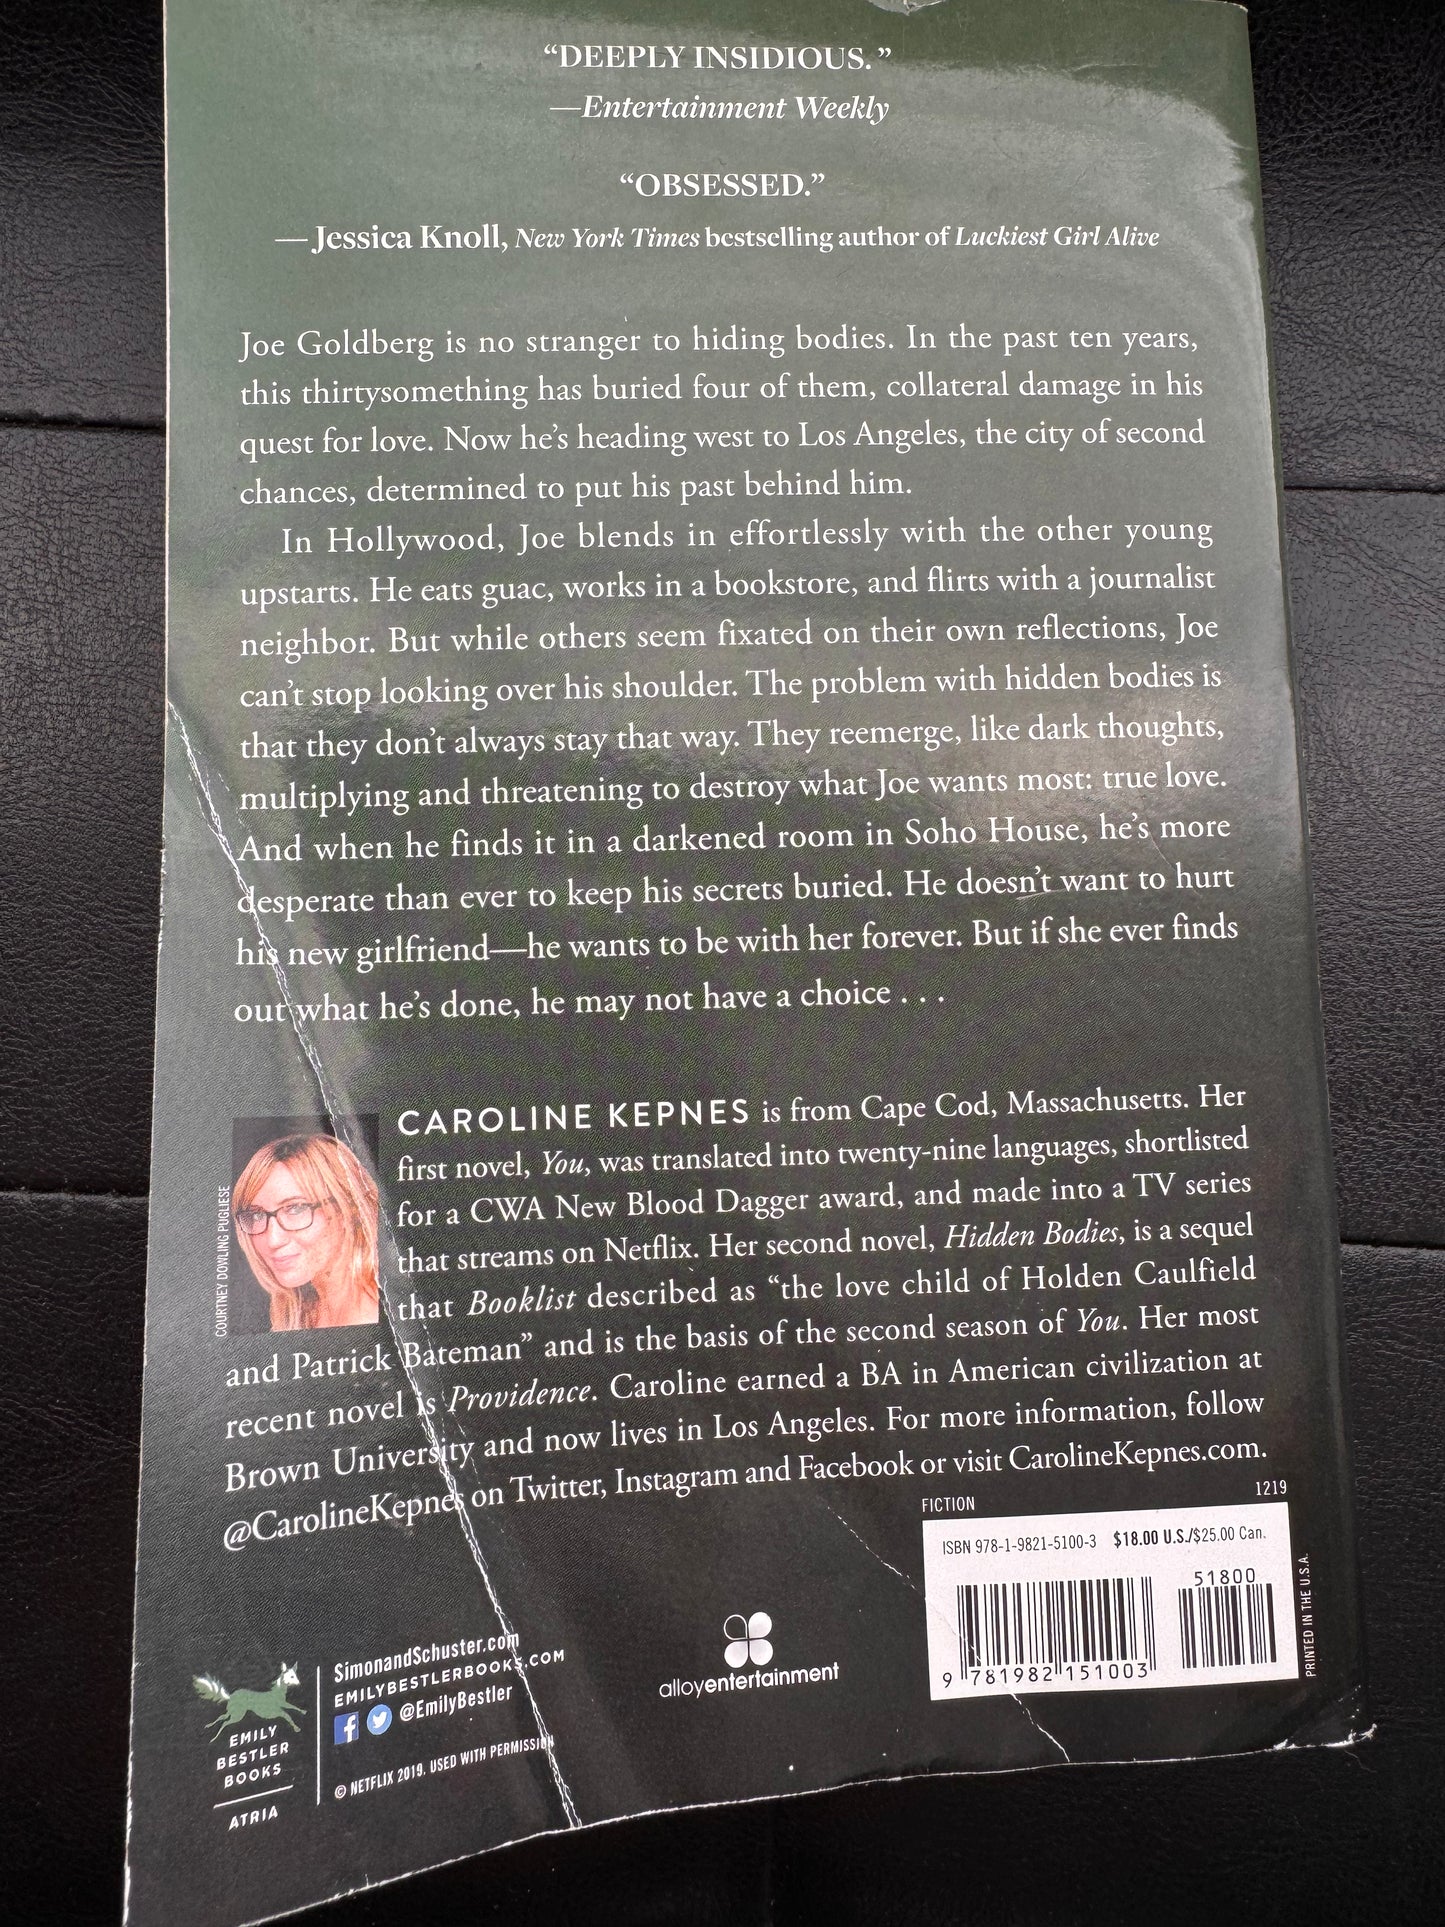 “DEEPLY INSIDIOUS.”
—Entertainment Weekly
“OBSESSED.”
—Jessica Knoll, New York Times bestselling author of Luckiest Girl Alive
Joe Goldberg is no stranger to hiding bodies. In the past ten years,
this thirtysomething has buried four of them, collateral damage in his
quest for love. Now he’s heading west to Los Angeles, the city of second
chances, determined to put his past behind him.
In Hollywood, Joe blends in effortlessly with the other young
upstarts. He eats guac, works in a bookstore, and flirts with a journalist
neighbor. But while others seem fixated on their own reflections, Joe
can’t stop looking over his shoulder. The problem with hidden bodies is
that they don’t always stay that way. They reemerge, like dark thoughts,
multiplying and threatening to destroy what Joe wants most: true love.
And when he finds it in a darkened room in Soho House, he’s more
desperate than ever to keep his secrets buried. He doesn’t want to hurt
his new girlfriend—he wants to be with her forever. But if she ever finds
out what he’s done, he may not have a choice . . .
CAROLINE KEPNES is from Cape Cod, Massachusetts. Her
first novel, You, was translated into twenty-nine languages, shortlisted
for a CWA New Blood Dagger award, and made into a TV series
that streams on Netflix. Her second novel, Hidden Bodies, is a sequel
that Booklist described as “the love child of Holden Caulfield
and Patrick Bateman” and is the basis of the second season of You. Her most
recent novel is Providence. Caroline earned a BA in American civilization at
Brown University and now lives in Los Angeles. For more information, follow
@CarolineKepnes on Twitter, Instagram and Facebook or visit CarolineKepnes.com.
COURTNEY DOWLING PUGLIESE
FICTION 1219
ISBN 978-1-9821-5100-3 $18.00 U.S./$25.00 Can.
51800
9 781982 151003
PRINTED IN THE U.S.A.
EMILY
BESTLER
BOOKS
ATRIA
SimonandSchuster.com
EMILYBESTLERBOOKS.COM
@EmilyBestler
© NETFLIX 2019. USED WITH PERMISSION
alloyentertainment